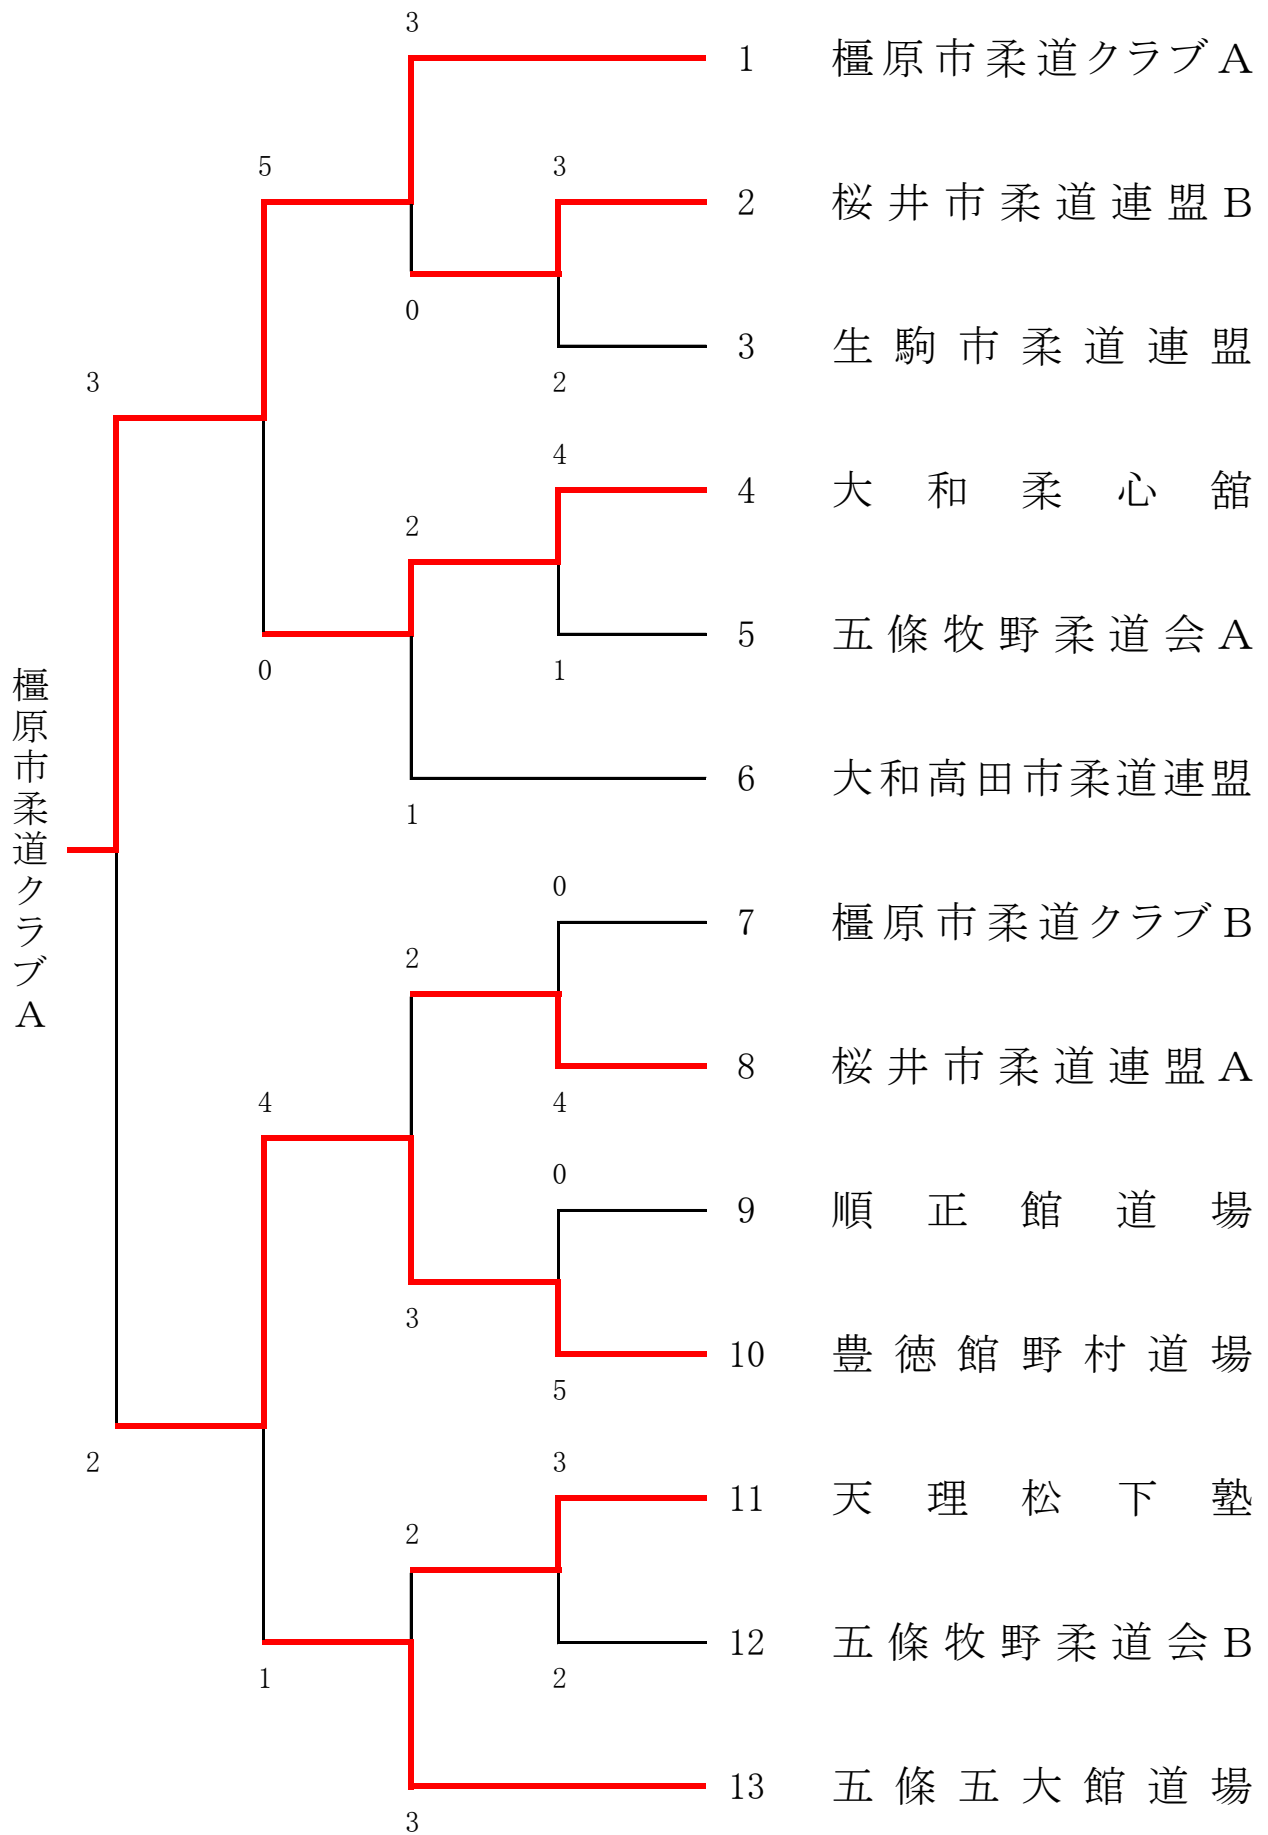 3
1 橿原市柔道クラブA
5
3
2 桜井市柔道連盟B
0
3 生駒市柔道連盟
3
2
4
4 大和柔心舘
2
5 五條牧野柔道会A
0
1
6 大和高田市柔道連盟
1
橿原市柔道クラブA
0
7 橿原市柔道クラブB
2
8 桜井市柔道連盟A
4
4
0
9 順正館道場
3
10 豊徳館野村道場
5
2
3
11 天理松下塾
2
12 五條牧野柔道会B
1
2
13 五條五大館道場
3